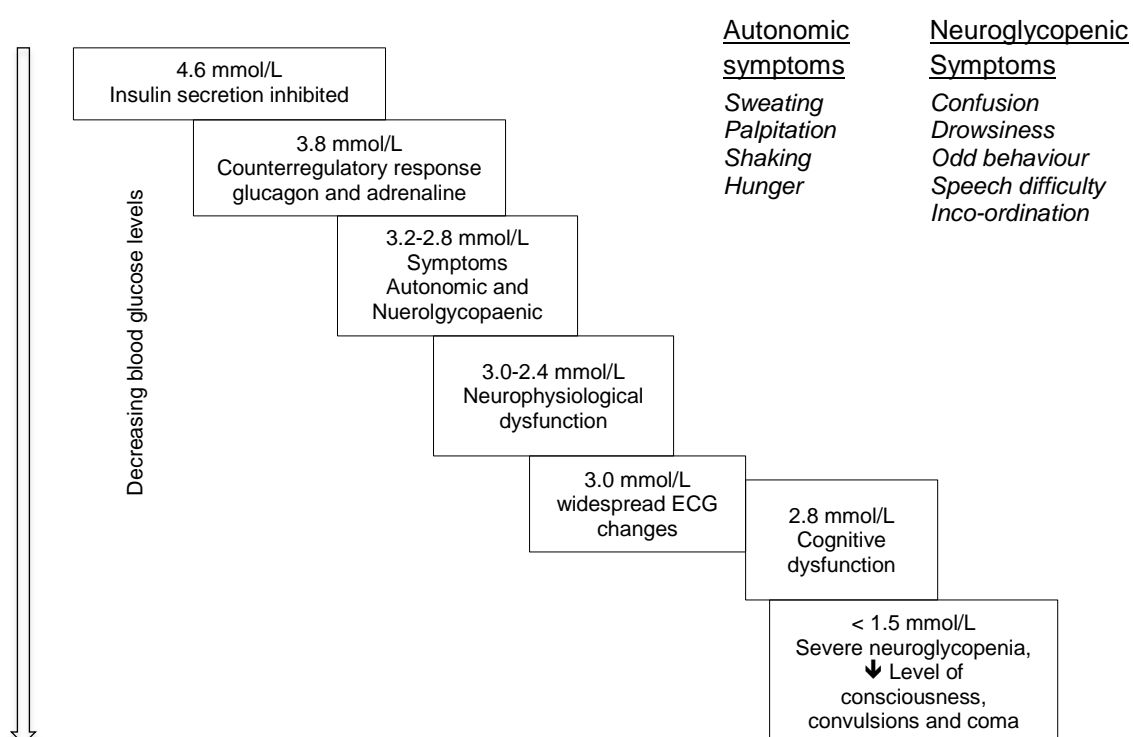 Autonomic
symptoms
Sweating
Palpitation
Shaking
Hunger
Neuroglycopenic
Symptoms
Confusion
Drowsiness
Odd behaviour
Speech difficulty
Inco-ordination
Decreasing blood glucose levels
4.6 mmol/L
Insulin secretion inhibited
3.8 mmol/L
Counterregulatory response
glucagon and adrenaline
3.2-2.8 mmol/L
Symptoms
Autonomic and
Nuerolgycopaenic
3.0-2.4 mmol/L
Neurophysiological
dysfunction
3.0 mmol/L
widespread ECG
changes
2.8 mmol/L
Cognitive
dysfunction
< 1.5 mmol/L
Severe neuroglycopenia,
🡻 Level of
consciousness,
convulsions and coma